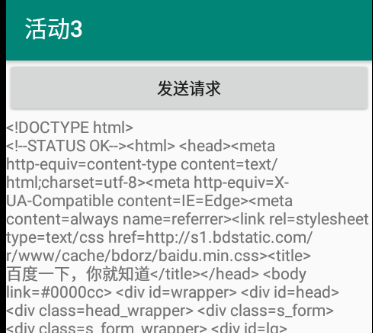 活动3
发送请求
<!DOCTYPE html>
<!--STATUS OK--><html> <head><meta
http-equiv=content-type content=text/
html;charset=utf-8><meta http-equiv=X-
UA-Compatible content=IE=Edge><meta
content=always name=referrer><link rel=stylesheet
type=text/css href=http://s1.bdstatic.com/
r/www/cache/bdorz/baidu.min.css><title>
百度一下，你就知道</title></head> <body
link=#0000cc> <div id=wrapper> <div id=head>
<div class=head_wrapper> <div class=s_form>
<div class=s_form_wrapper> <div id=lg>